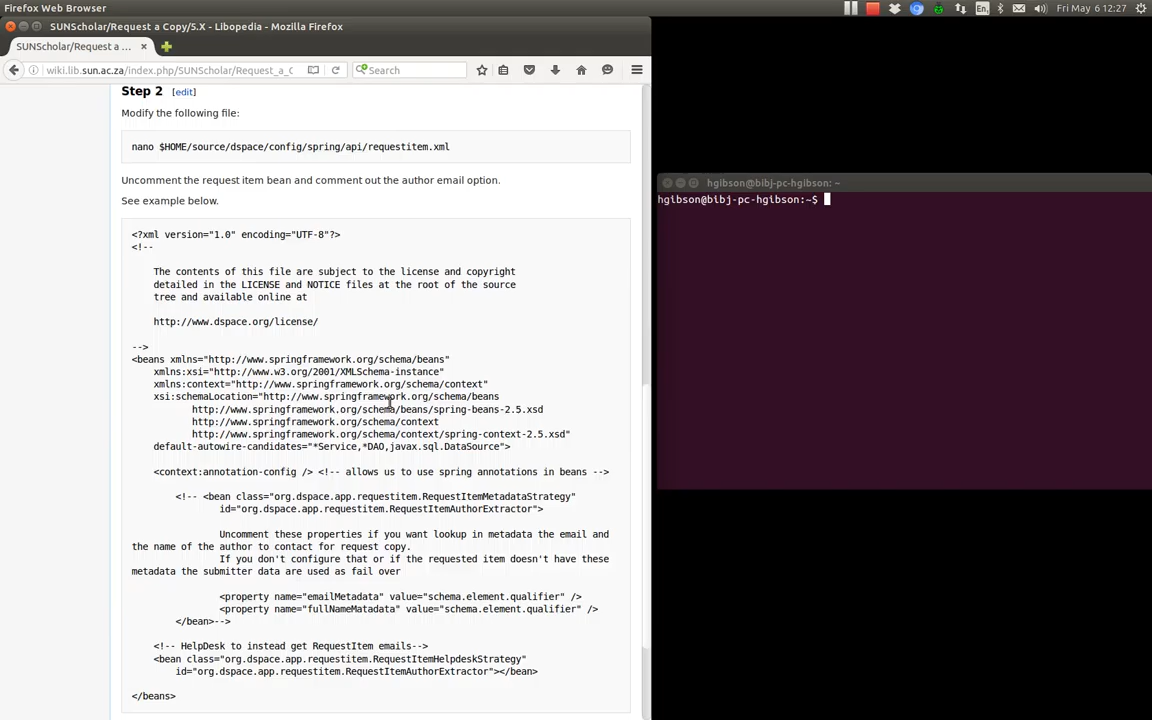 Firefox Web Browser
En
Fri May 6 12:27
SUNScholar/Request a Copy/5.X - Libopedia - Mozilla Firefox
SUNScholar/Request a ...
wiki.lib.sun.ac.za/index.php/SUNScholar/Request_a_C
Search
Step 2 [edit]
Modify the following file:
nano $HOME/source/dspace/config/spring/api/requestitem.xml
Uncomment the request item bean and comment out the author email option.
See example below.
<?xml version="1.0" encoding="UTF-8"?>
<!--
The contents of this file are subject to the license and copyright
detailed in the LICENSE and NOTICE files at the root of the source
tree and available online at
http://www.dspace.org/license/
-->
<beans xmlns="http://www.springframework.org/schema/beans"
xmlns:xsi="http://www.w3.org/2001/XMLSchema-instance"
xmlns:context="http://www.springframework.org/schema/context"
xsi:schemaLocation="http://www.springframework.org/schema/beans
http://www.springframework.org/schema/beans/spring-beans-2.5.xsd
http://www.springframework.org/schema/context
http://www.springframework.org/schema/context/spring-context-2.5.xsd"
default-autowire-candidates="*Service,*DAO,javax.sql.DataSource">
<context:annotation-config /> <!-- allows us to use spring annotations in beans -->
<!-- <bean class="org.dspace.app.requestitem.RequestItemMetadataStrategy"
id="org.dspace.app.requestitem.RequestItemAuthorExtractor">
Uncomment these properties if you want lookup in metadata the email and
the name of the author to contact for request copy.
If you don't configure that or if the requested item doesn't have these
metadata the submitter data are used as fail over
<property name="emailMetadata" value="schema.element.qualifier" />
<property name="fullNameMatadata" value="schema.element.qualifier" />
</bean>-->
<!-- HelpDesk to instead get RequestItem emails-->
<bean class="org.dspace.app.requestitem.RequestItemHelpdeskStrategy"
id="org.dspace.app.requestitem.RequestItemAuthorExtractor"></bean>
</beans>
hgibson@bibj-pc-hgibson: ~
hgibson@bibj-pc-hgibson:~$